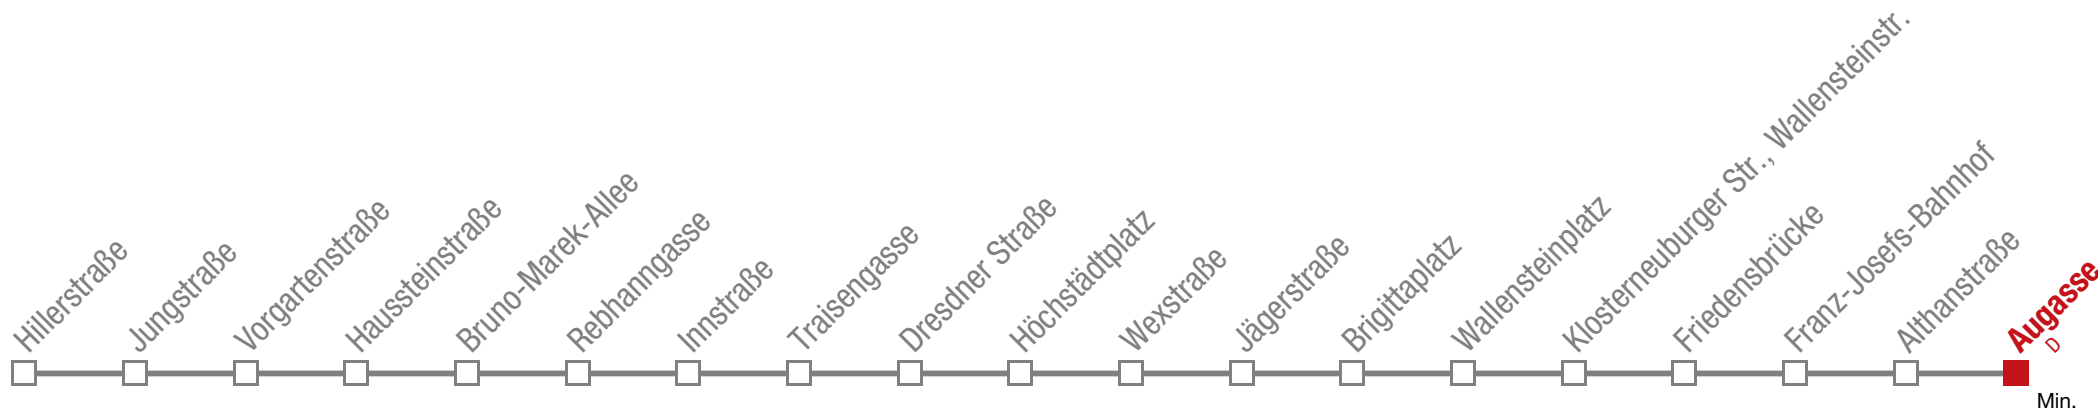 Hillerstraße
Jungstraße
Vorgartenstraße
Haussteinstraße
Bruno-Marek-Allee
Rebhanngasse
Innstraße
Traisengasse
Dresdner Straße
Höchstädtplatz
Wexstraße
Jägerstraße
Brigittaplatz
Wallensteinplatz
Klosterneuburger Str., Wallensteinstr.
Friedensbrücke
Franz-Josefs-Bahnhof
Althanstraße
Augasse
D
Min.